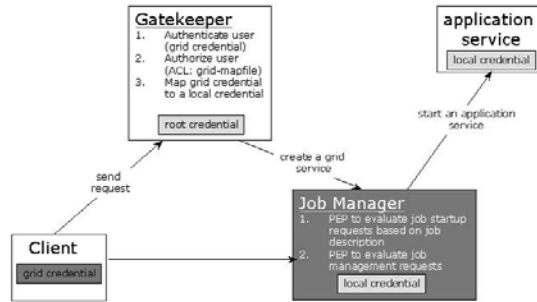 Gatekeeper
1. Authenticate user
(grid credential)
2. Authorize user
(ACL: grid-mapfile)
3. Map grid credential
to a local credential
root credential
application
service
local credential
start an application
service
create a grid
service
send
request
Job Manager
1. PEP to evaluate job startup
requests based on job
description
2. PEP to evaluate job
management requests
local credential
Client
grid credential